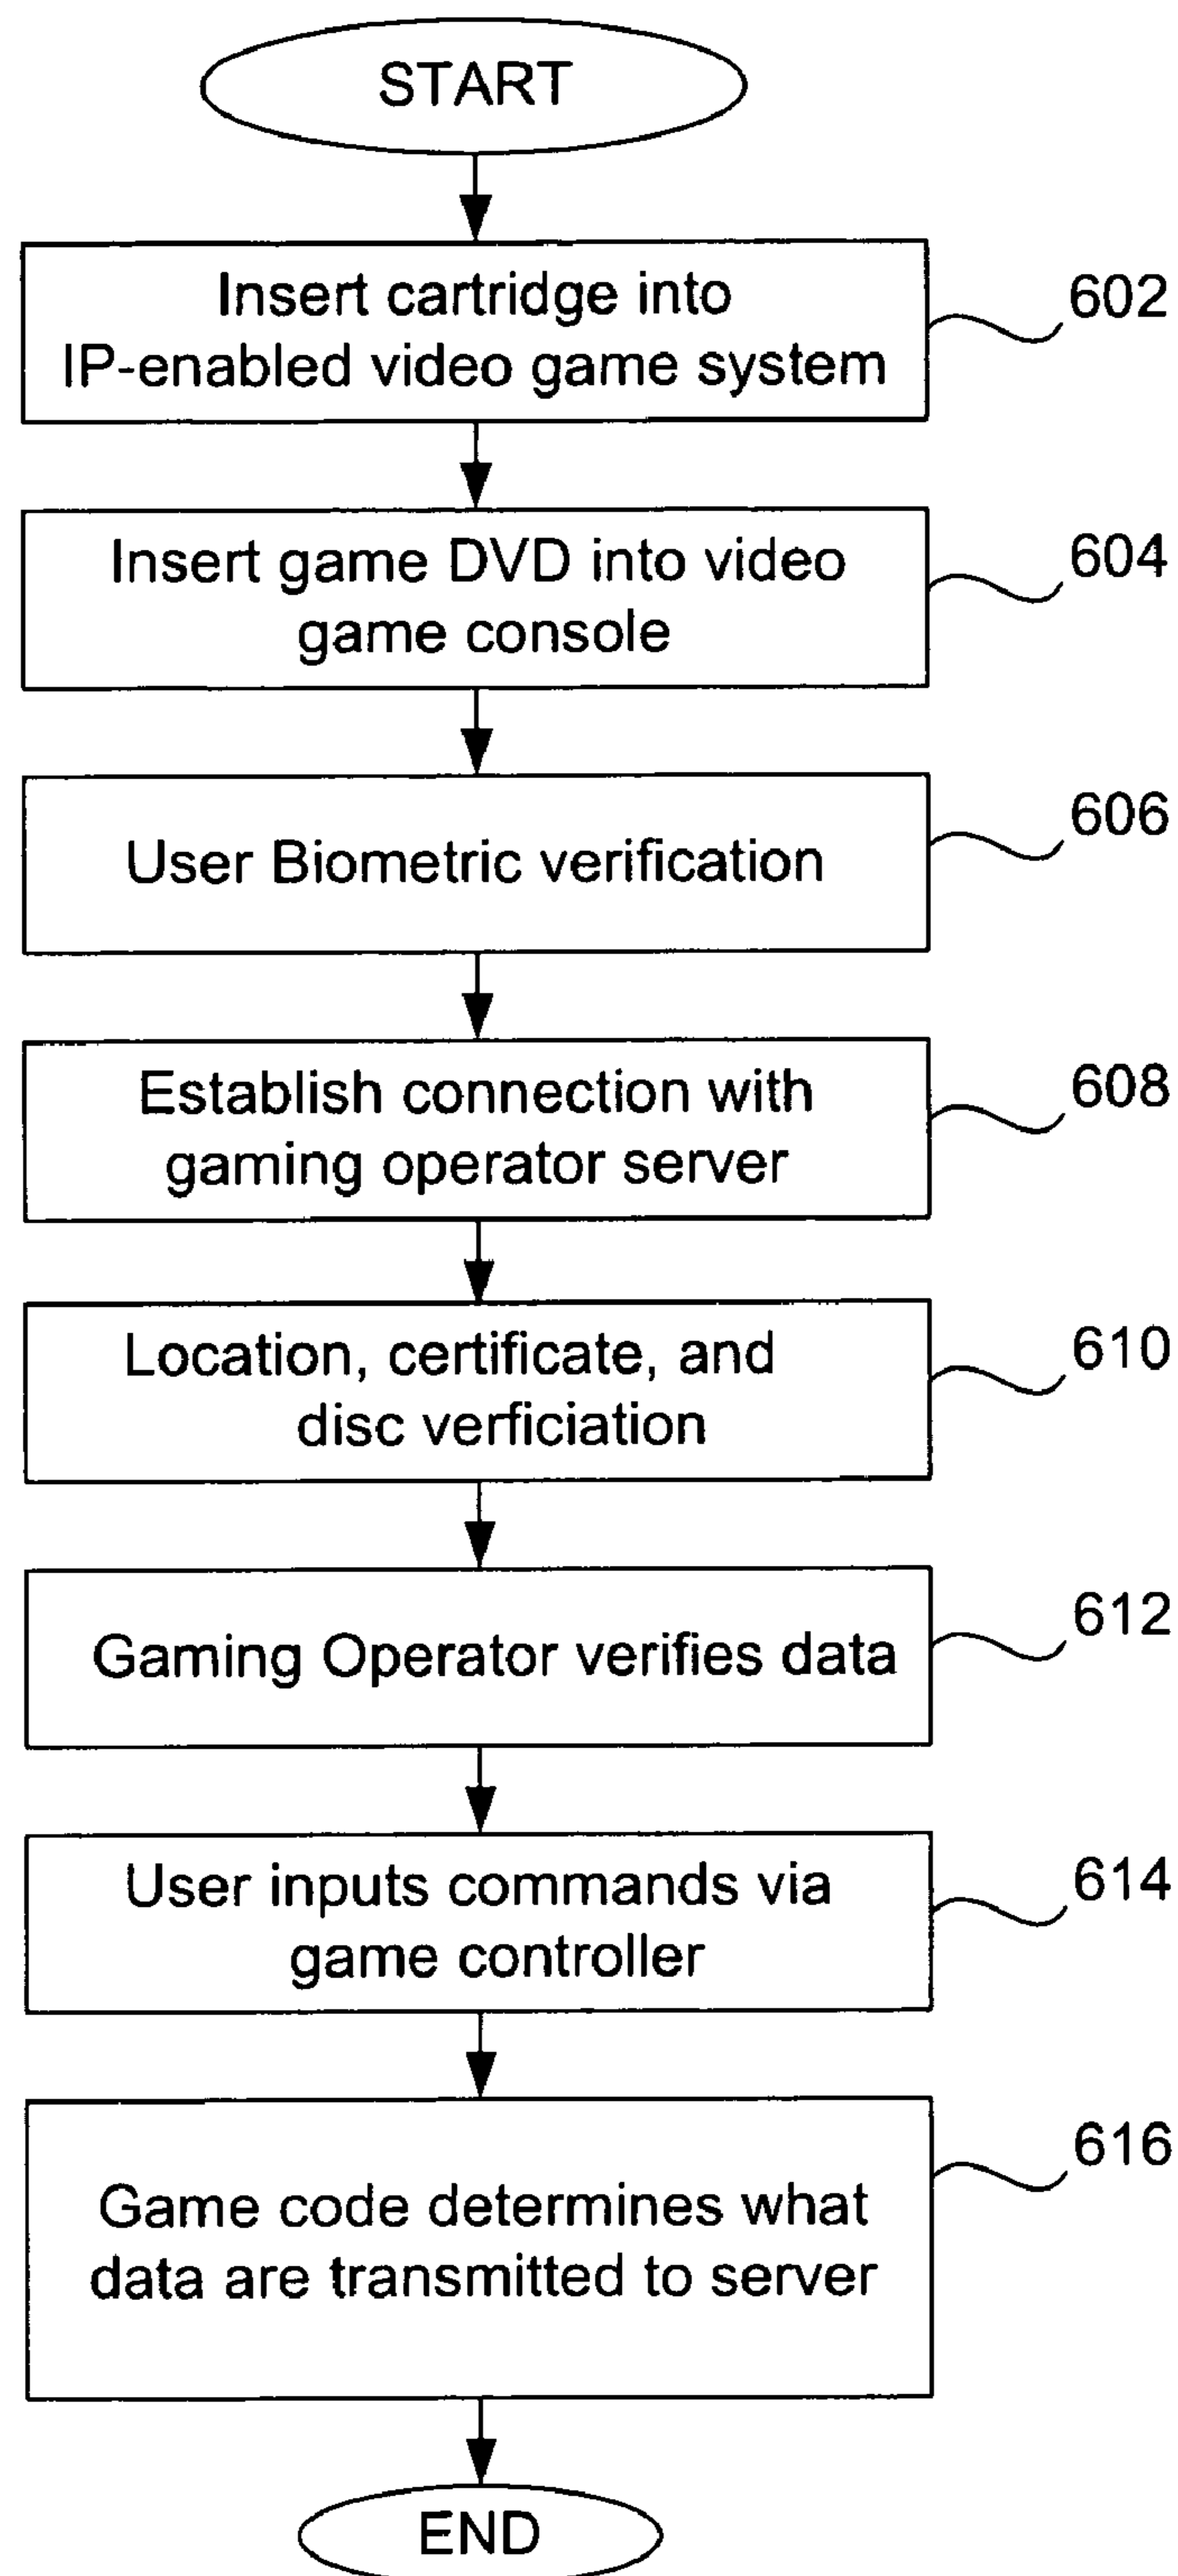 START
Insert cartridge into
IP-enabled video game system
602
Insert game DVD into video
game console
604
User Biometric verification
606
Establish connection with
gaming operator server
608
Location, certificate, and
disc verficiation
610
Gaming Operator verifies data
612
User inputs commands via
game controller
614
Game code determines what
data are transmitted to server
616
END